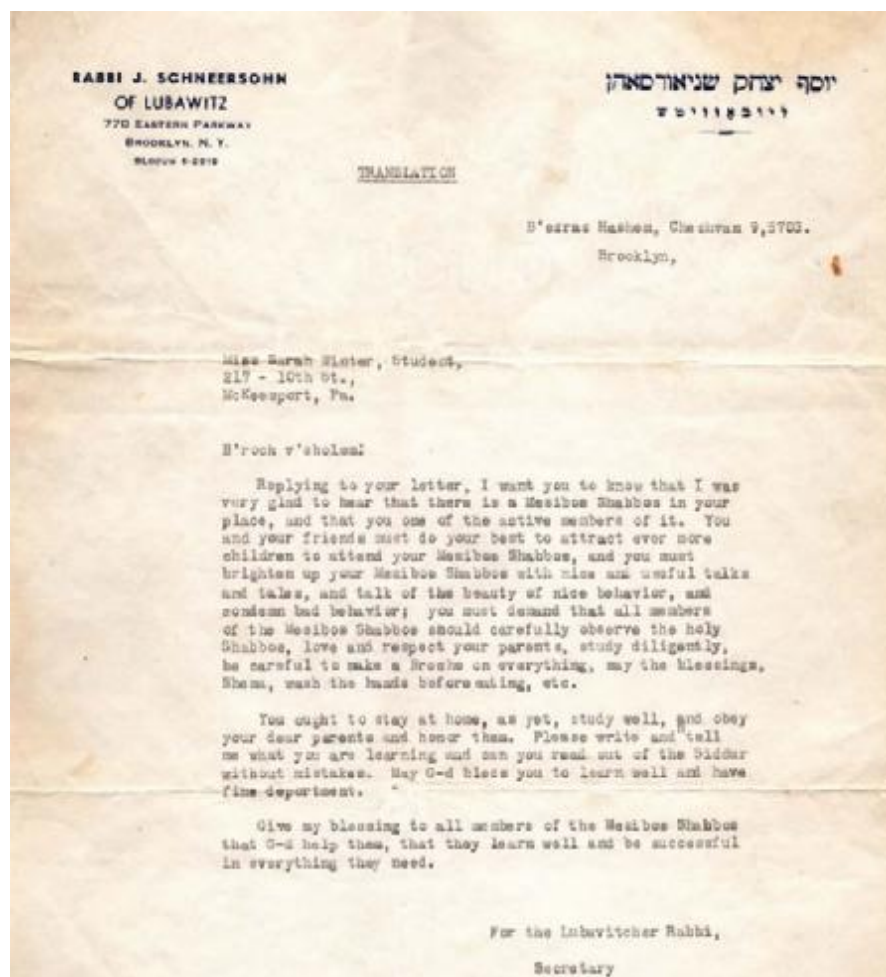 RABBI J. SCHNEERSOHN
OF LUBAWITZ
770 EASTERN PARKWAY
BROOKLYN, N. Y.
SLOCUM 6-2919
יוסף יצחק שניאורסאהן
ליובאוויטש
TRANSLATION
B'ezras Hashem, Cheshvan 9,5703.
Brooklyn,
Miss Sarah Winter, Student,
217 - 10th St.,
McKeesport, Pa.
B'roch v'sholem:
Replying to your letter, I want you to know that I was
very glad to hear that there is a Mesibos Shabbos in your
place, and that you one of the active members of it. You
and your friends must do your best to attract ever more
children to attend your Mesibos Shabbos, and you must
brighten up your Mesibos Shabbos with nice and useful talks
and tales, and talk of the beauty of nice behavior, and
condemn bad behavior; you must demand that all members
of the Mesibos Shabbos should carefully observe the holy
Shabbos, love and respect your parents, study diligently,
be careful to make a Broche on everything, may the blessings,
Shema, wash the hands before eating, etc.
You ought to stay at home, as yet, study well, and obey
your dear parents and honor them. Please write and tell
me what you are learning and can you read out of the Siddur
without mistakes. May G-d bless you to learn well and have
fine department.
Give my blessing to all members of the Mesibos Shabbos
that G-d help them, that they learn well and be successful
in everything they need.
For the Lubavitcher Rabbi,
Secretary